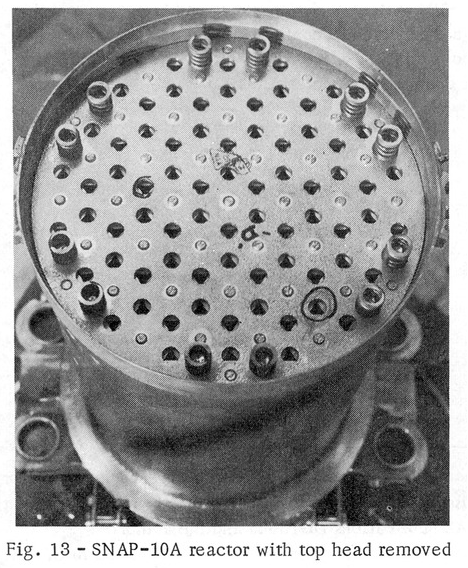 Fig. 13 - SNAP-10A reactor with top head removed